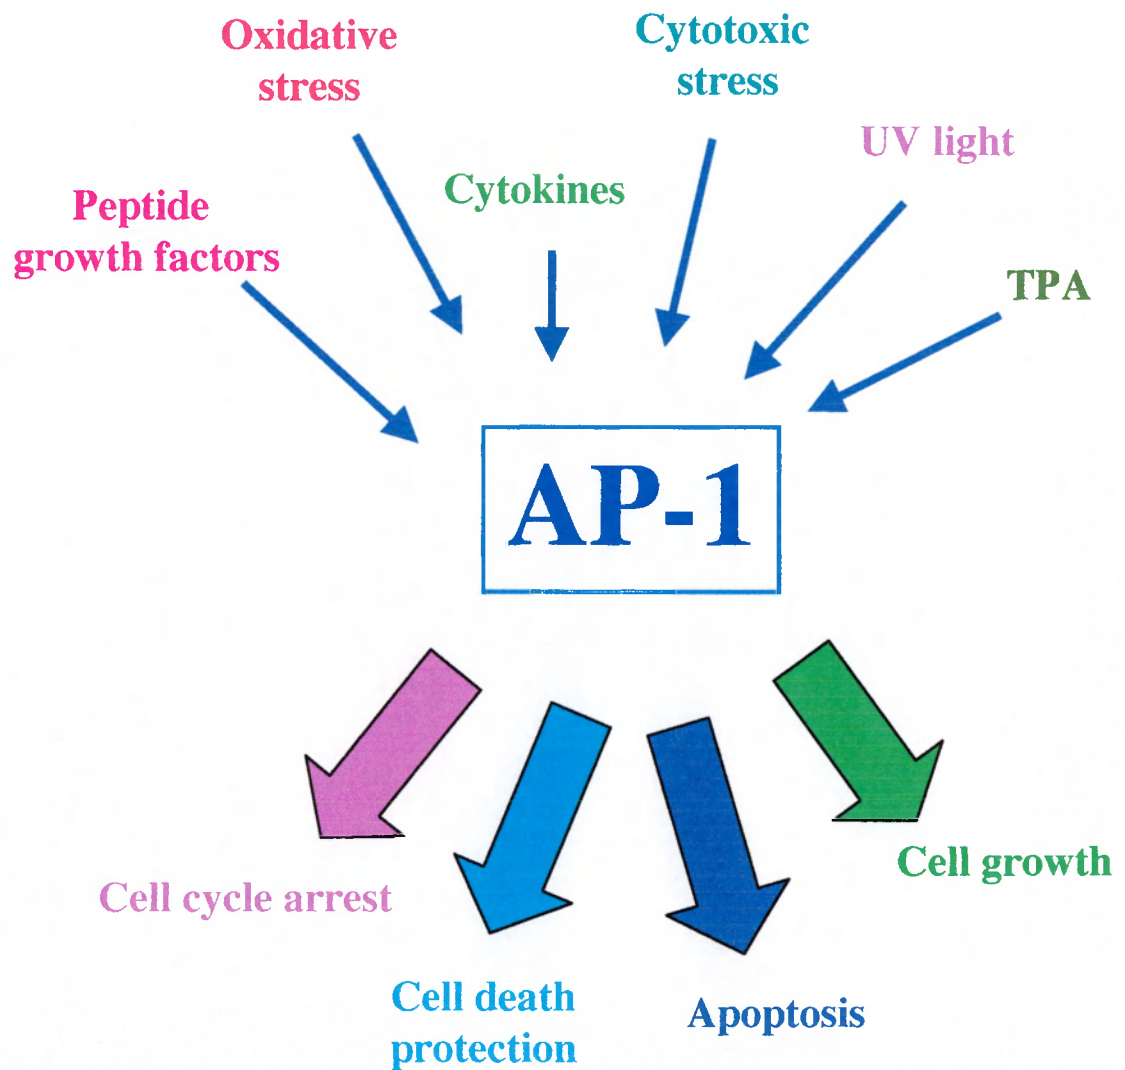 Oxidative
stress
Cytotoxic
stress
UV light
Cytokines
Peptide
growth factors
TPA
AP-1
Cell growth
Cell cycle arrest
Cell death
protection
Apoptosis